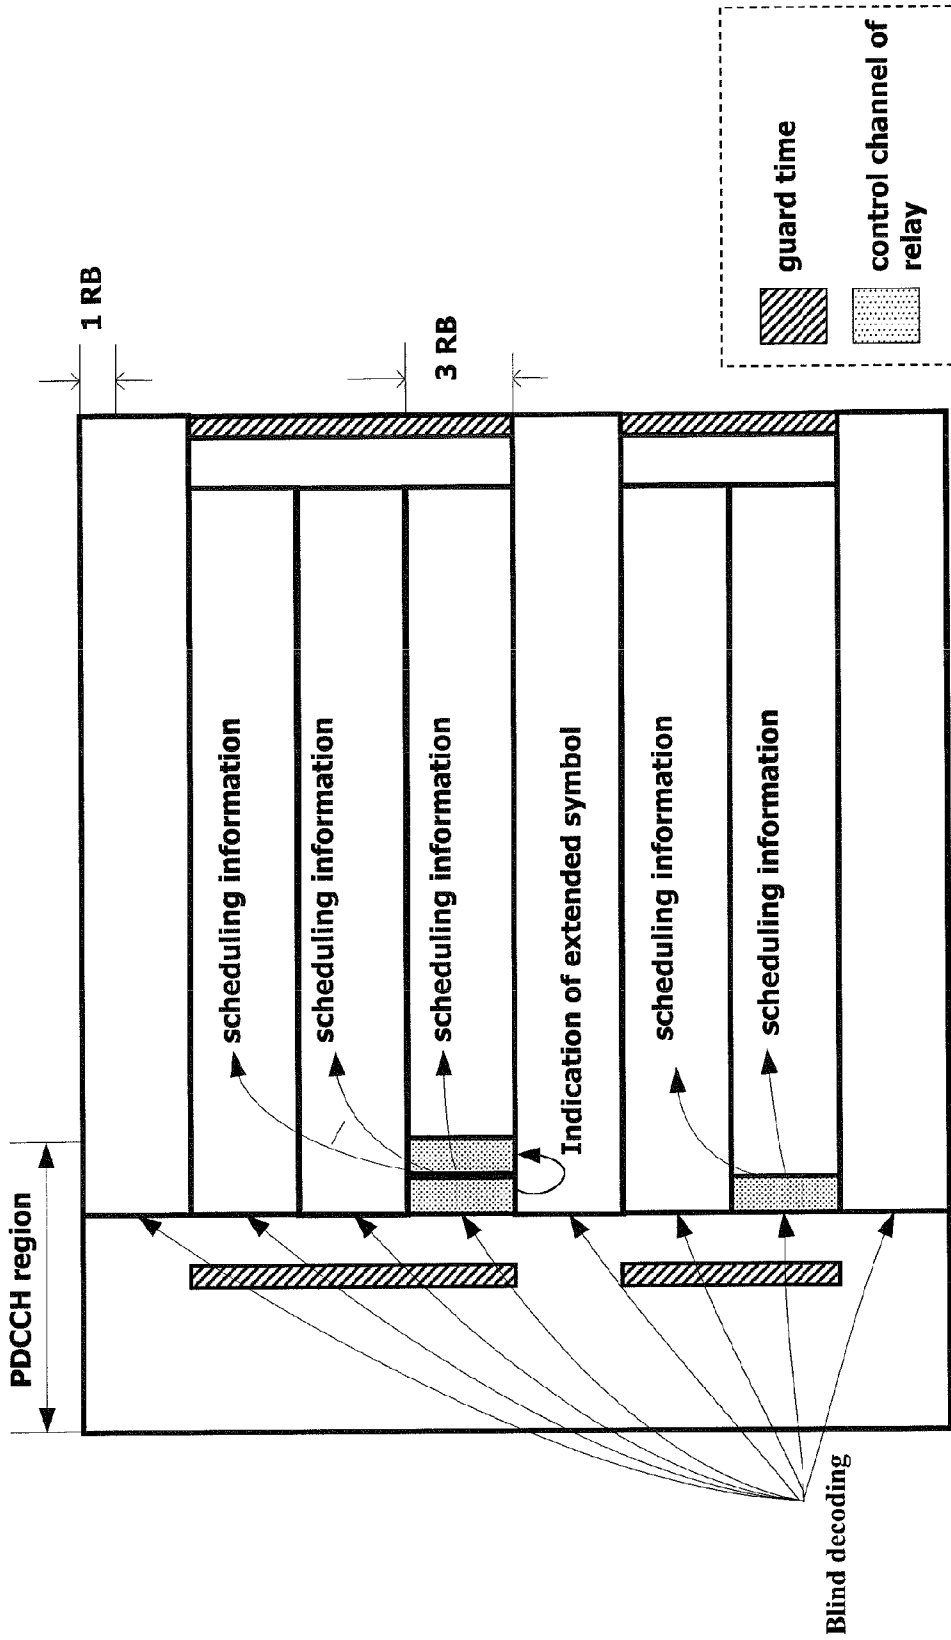 PDCCH region
1 RB
scheduling information
scheduling information
3 RB
scheduling information
Indication of extended symbol
scheduling information
scheduling information
Blind decoding
guard time
control channel of
relay